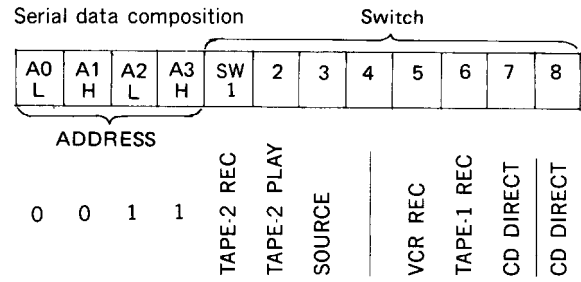 Serial data composition Switch
A0 A1 A2 A3 SW 2 3 4 5 6 7 8
L H L H 1
ADDRESS
0 0 1 1
TAPE-2 REC
TAPE-2 PLAY
SOURCE
VCR REC
TAPE-1 REC
CD DIRECT
CD DIRECT